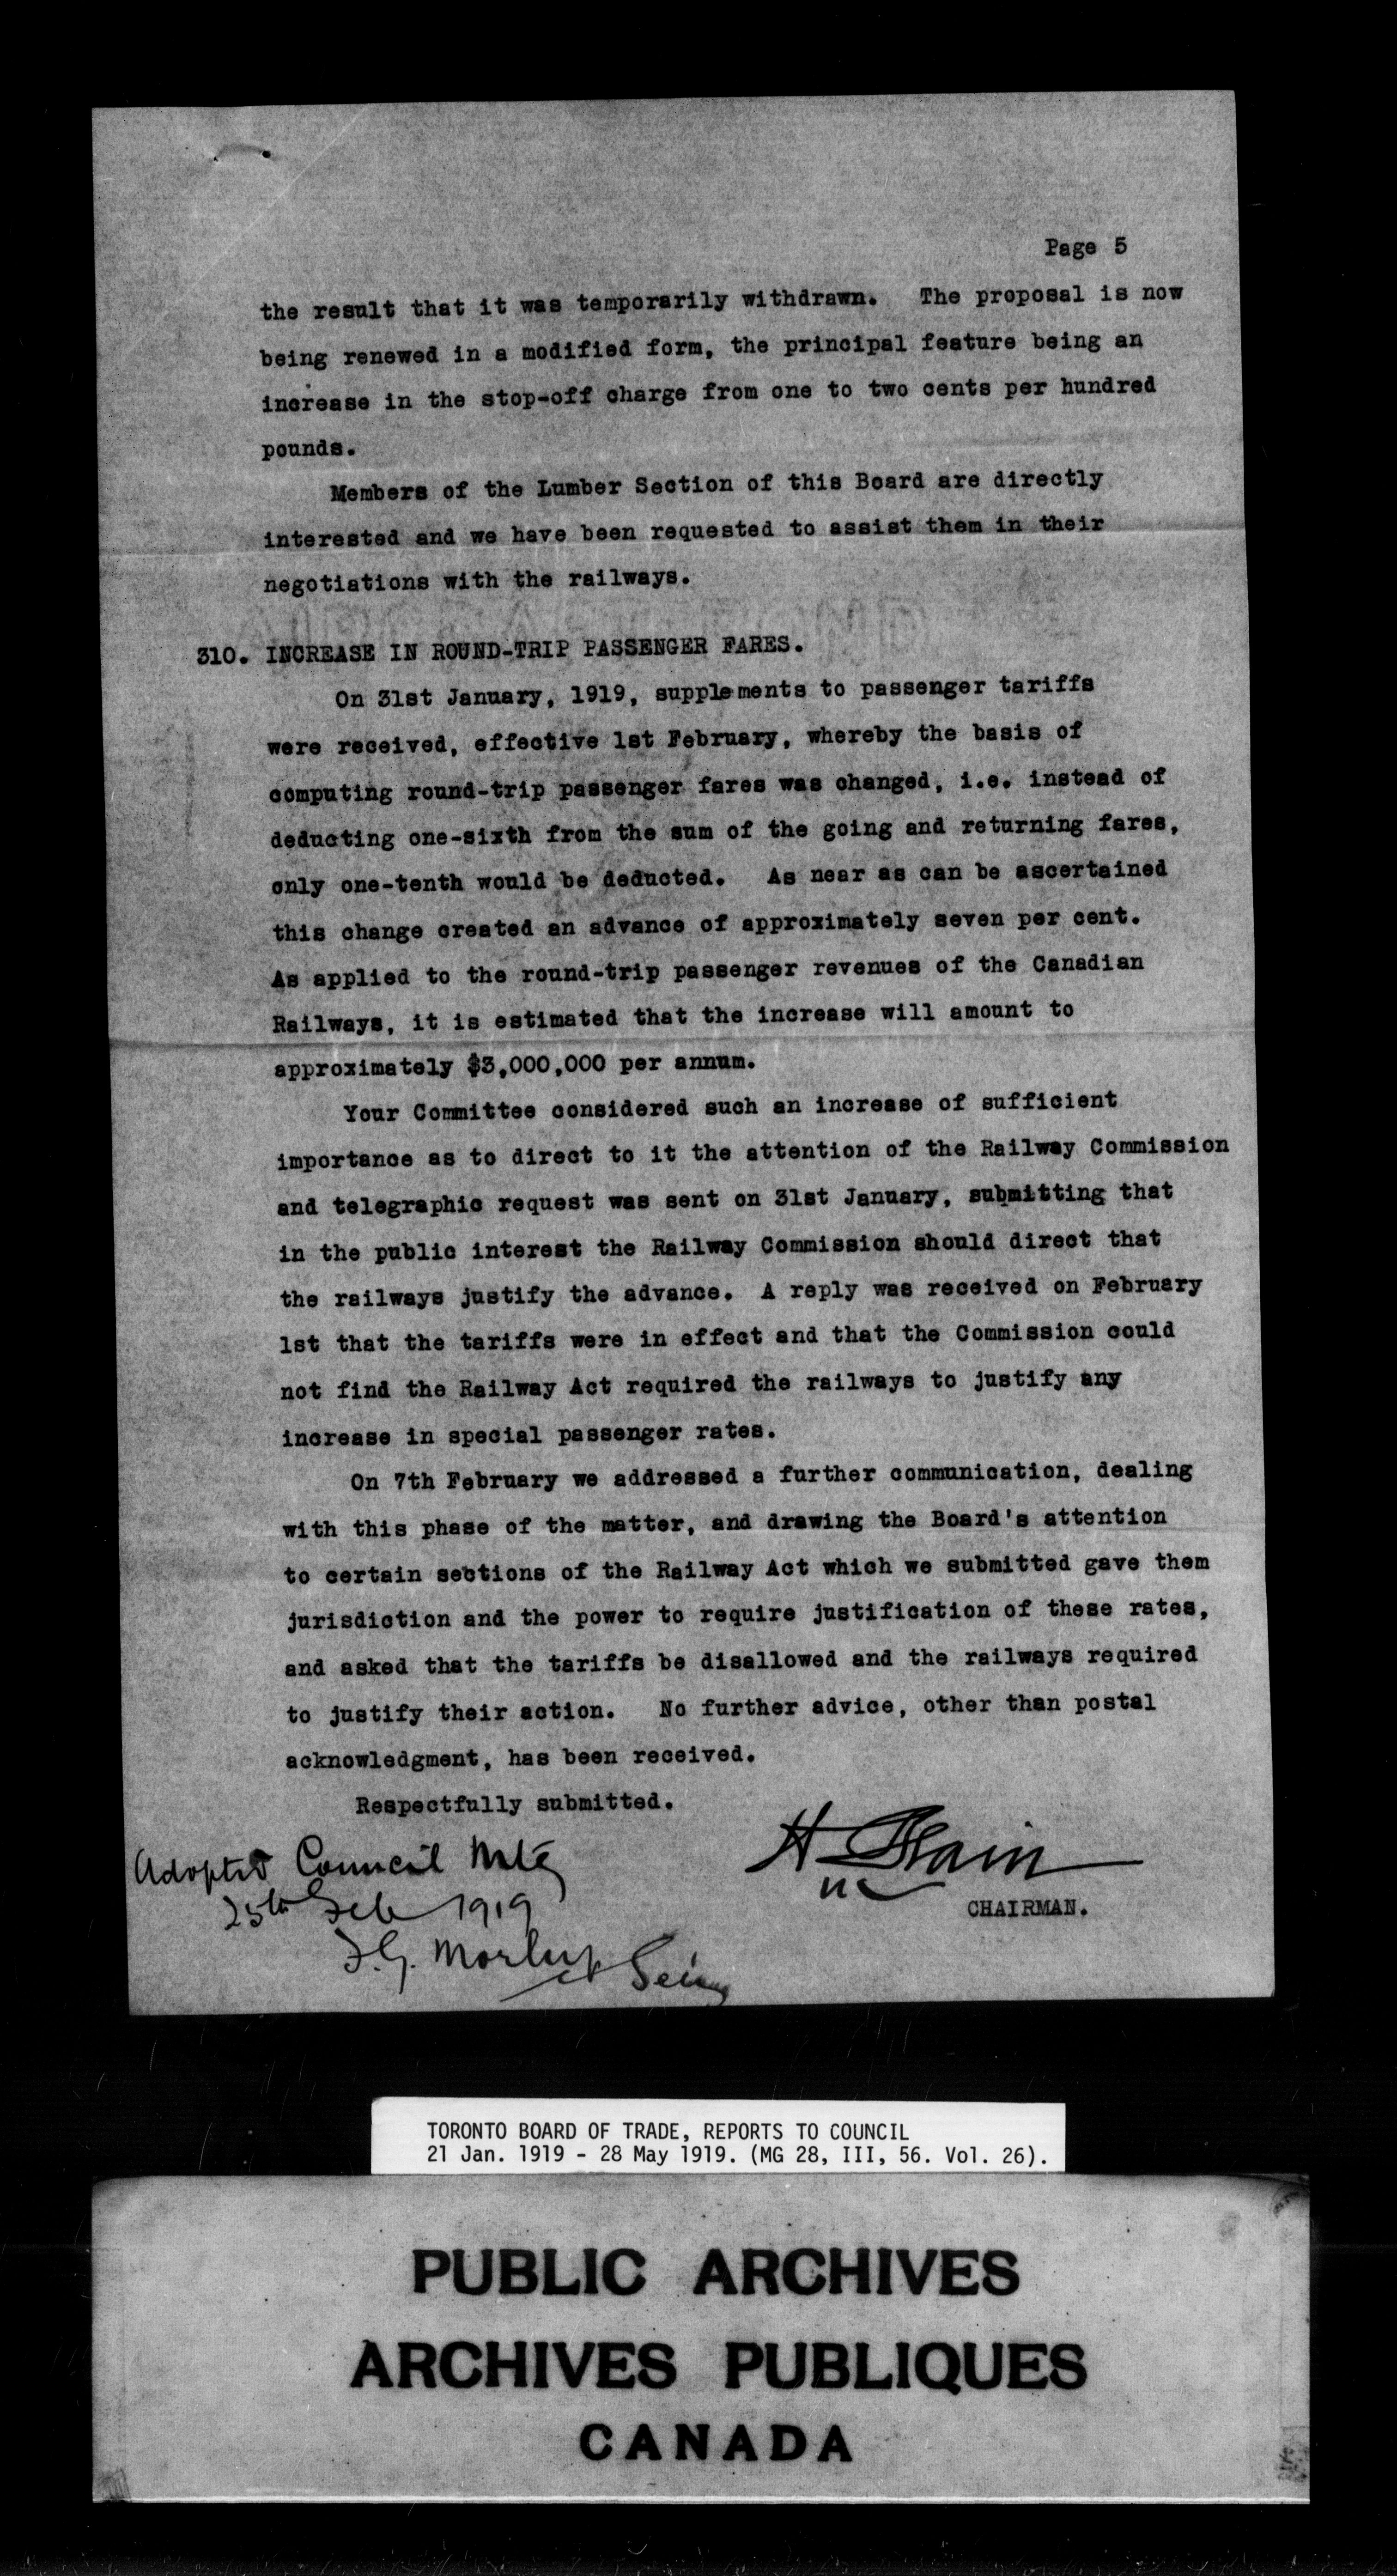 Page 5
the result that it was temporarily withdrawn. The proposal is now
being renewed in a modified form, the principal feature being an
increase in the stop-off charge from one to two cents per hundred
pounds.
Members of the Lumber Section of this Board are directly
interested and we have been requested to assist them in their
negotiations with the railways.
310. INCREASE IN ROUND-TRIP PASSENGER FARES.
On 31st January, 1919, supplements to passenger tariffs
were received, effective 1st February, whereby the basis of
computing round-trip passenger fares was changed, i.e. instead of
deducting one-sixth from the sum of the going and returning fares,
only one-tenth would be deducted. As near as can be ascertained
this change created an advance of approximately seven per cent.
As applied to the round-trip passenger revenues of the Canadian
Railways, it is estimated that the increase will amount to
approximately $3,000,000 per annum.
Your Committee considered such an increase of sufficient
importance as to direct to it the attention of the Railway Commission
and telegraphic request was sent on 31st January, submitting that
in the public interest the Railway Commission should direct that
the railways justify the advance. A reply was received on February
1st that the tariffs were in effect and that the Commission could
not find the Railway Act required the railways to justify any
increase in special passenger rates.
On 7th February we addressed a further communication, dealing
with this phase of the matter, and drawing the Board's attention
to certain sections of the Railway Act which we submitted gave them
jurisdiction and the power to require justification of these rates,
and asked that the tariffs be disallowed and the railways required
to justify their action. No further advice, other than postal
acknowledgment, has been received.
Respectfully submitted.
Adopted Council Mtg
25th Feb 1919
F.G. Morley
CHAIRMAN.
TORONTO BOARD OF TRADE, REPORTS TO COUNCIL
21 Jan. 1919 - 28 May 1919. (MG 28, III, 56. Vol. 26).
PUBLIC ARCHIVES
ARCHIVES PUBLIQUES
CANADA